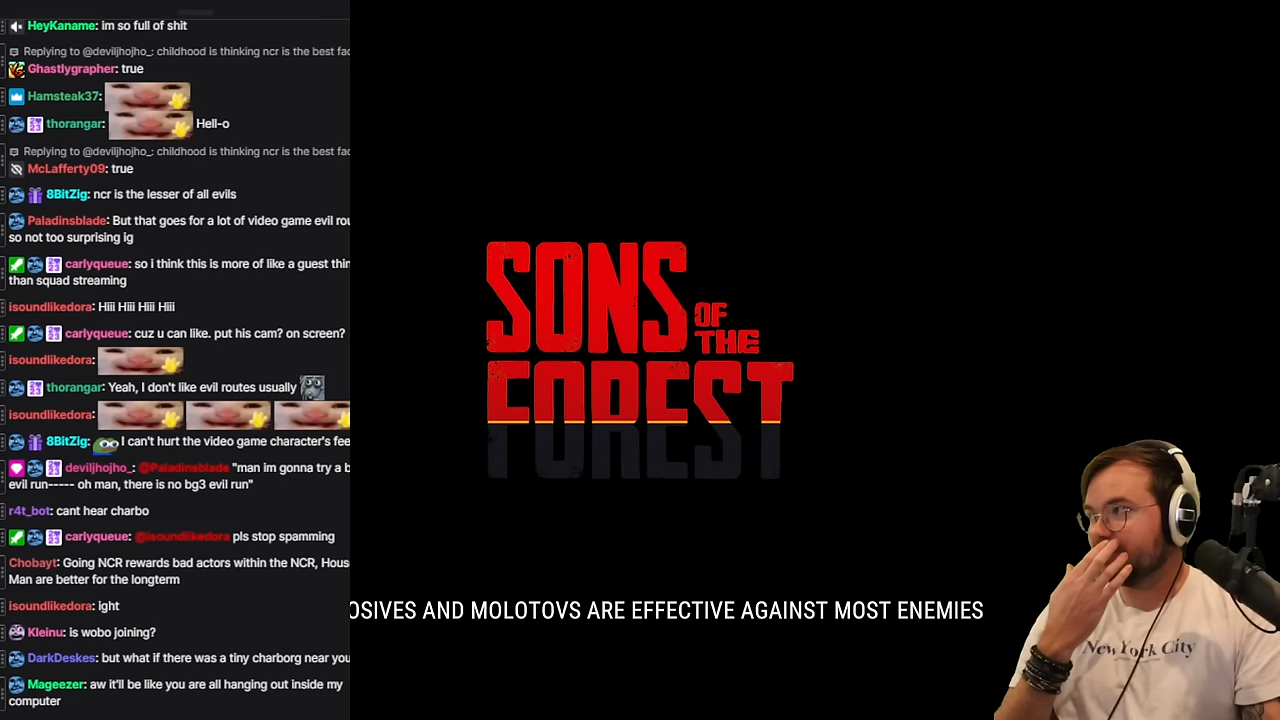 HeyKaname: im so full of shit
Replying to @deviljhojho_: childhood is thinking ncr is the best fac
Ghastlygrapher: true
Hamsteak37:
thorangar: Hell-o
Replying to @deviljhojho_: childhood is thinking ncr is the best fac
McLafferty09: true
8BitZig: ncr is the lesser of all evils
Paladinsblade: But that goes for a lot of video game evil rou
so not too surprising ig
carlyqueue: so i think this is more of like a guest thin
than squad streaming
isoundlikedora: Hiii Hiii Hiii Hiii
carlyqueue: cuz u can like. put his cam? on screen?
isoundlikedora:
thorangar: Yeah, I don't like evil routes usually
isoundlikedora:
8BitZig: I can't hurt the video game character's fee
deviljhojho_: @Paladinsblade "man im gonna try a b
evil run----- oh man, there is no bg3 evil run"
r4t_bot: cant hear charbo
carlyqueue: @isoundlikedora pls stop spamming
Chobayt: Going NCR rewards bad actors within the NCR, Hous
Man are better for the longterm
isoundlikedora: ight
Kleinu: is wobo joining?
DarkDeskes: but what if there was a tiny charborg near you
Mageezer: aw it'll be like you are all hanging out inside my
computer
SONS
OF
THE
FOREST
OSIVES AND MOLOTOVS ARE EFFECTIVE AGAINST MOST ENEMIES
New York City